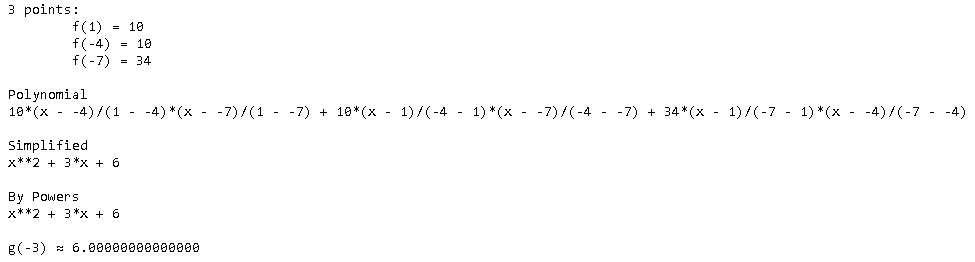 3 points:
f(1) = 10
f(-4) = 10
f(-7) = 34
Polynomial
10*(x - -4)/(1 - -4)*(x - -7)/(1 - -7) + 10*(x - 1)/(-4 - 1)*(x - -7)/(-4 - -7) + 34*(x - 1)/(-7 - 1)*(x - -4)/(-7 - -4)
Simplified
x**2 + 3*x + 6
By Powers
x**2 + 3*x + 6
g(-3) ≈ 6.00000000000000